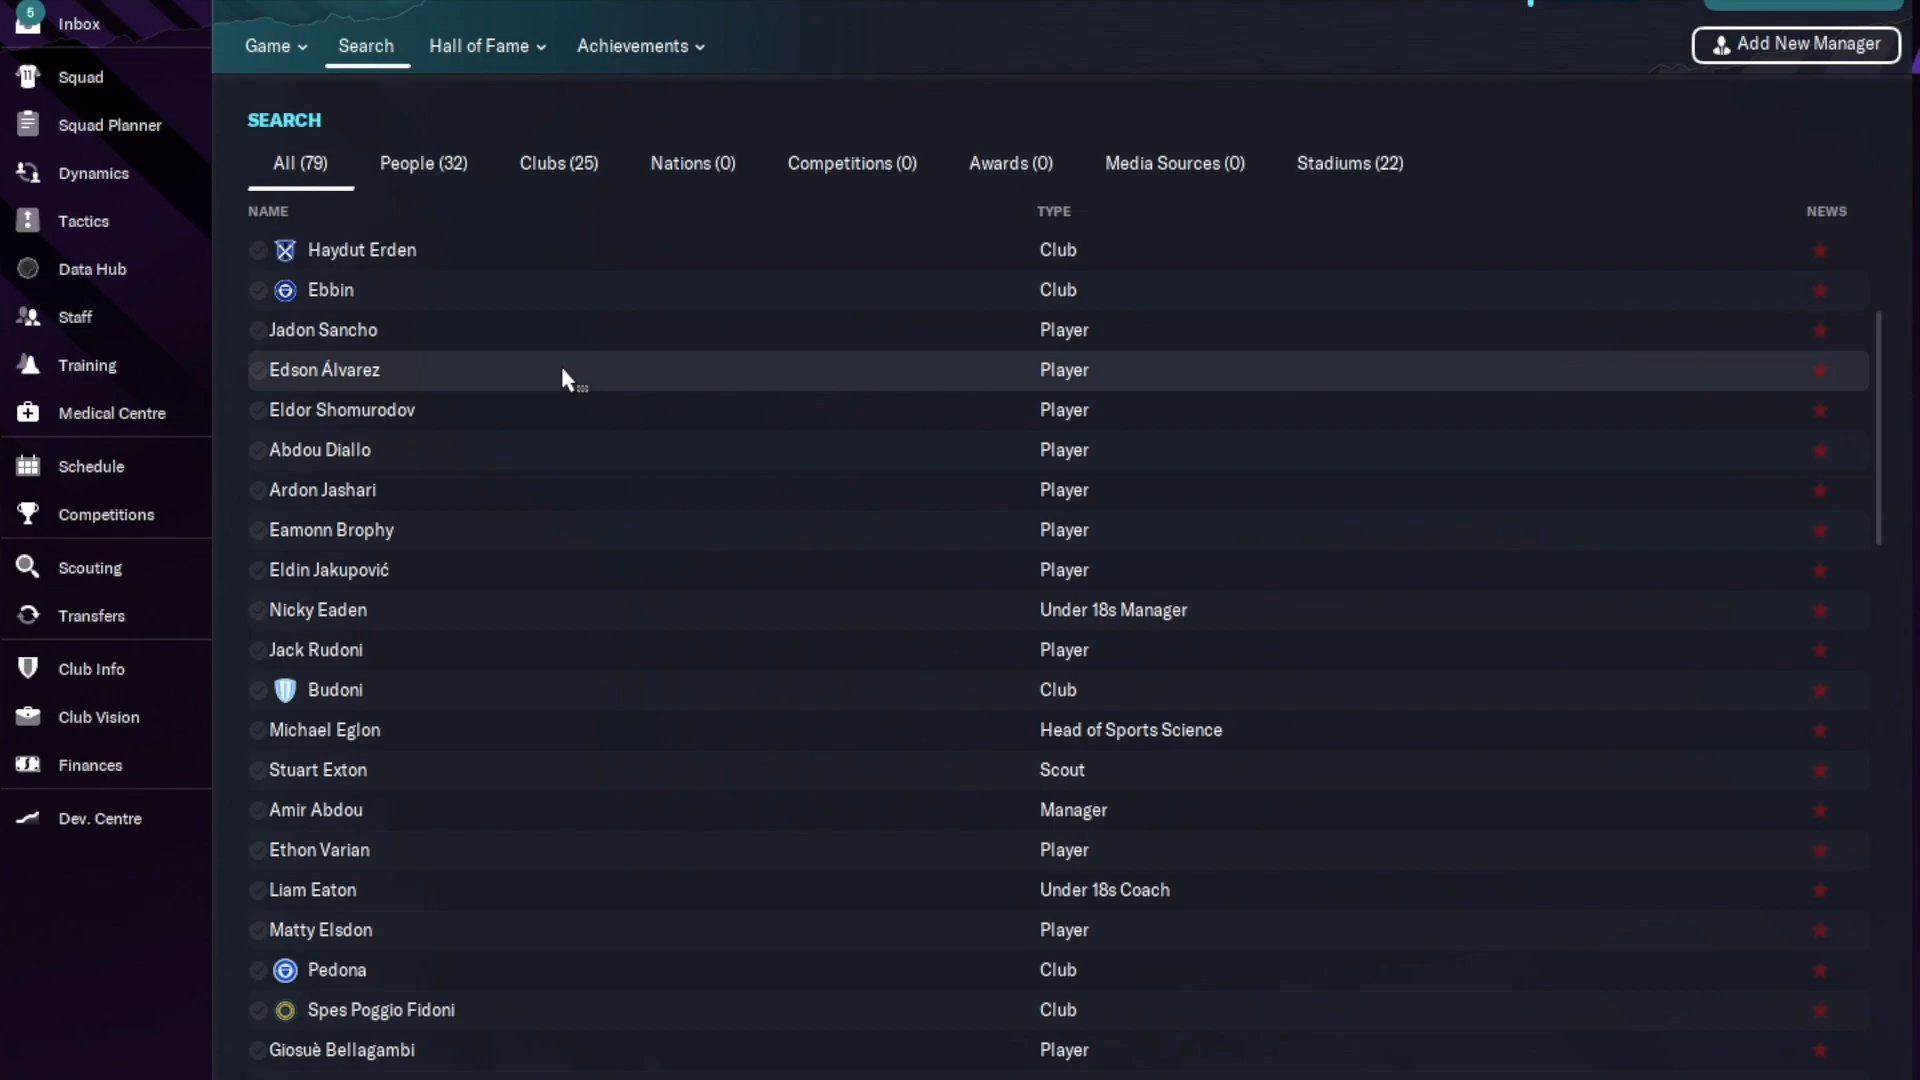 5
Inbox
Squad
Squad Planner
Dynamics
Tactics
Data Hub
Staff
Training
Medical Centre
Schedule
Competitions
Scouting
Transfers
Club Info
Club Vision
Finances
Dev. Centre
Game Search Hall of Fame Achievements
Add New Manager
SEARCH
All (79) People (32) Clubs (25) Nations (0) Competitions (0) Awards (0) Media Sources (0) Stadiums (22)
NAME TYPE NEWS
Haydut Erden Club
Ebbin Club
Jadon Sancho Player
Edson Álvarez Player
Eldor Shomurodov Player
Abdou Diallo Player
Ardon Jashari Player
Eamonn Brophy Player
Eldin Jakupović Player
Nicky Eaden Under 18s Manager
Jack Rudoni Player
Budoni Club
Michael Eglon Head of Sports Science
Stuart Exton Scout
Amir Abdou Manager
Ethon Varian Player
Liam Eaton Under 18s Coach
Matty Elsdon Player
Pedona Club
Spes Poggio Fidoni Club
Giosuè Bellagambi Player